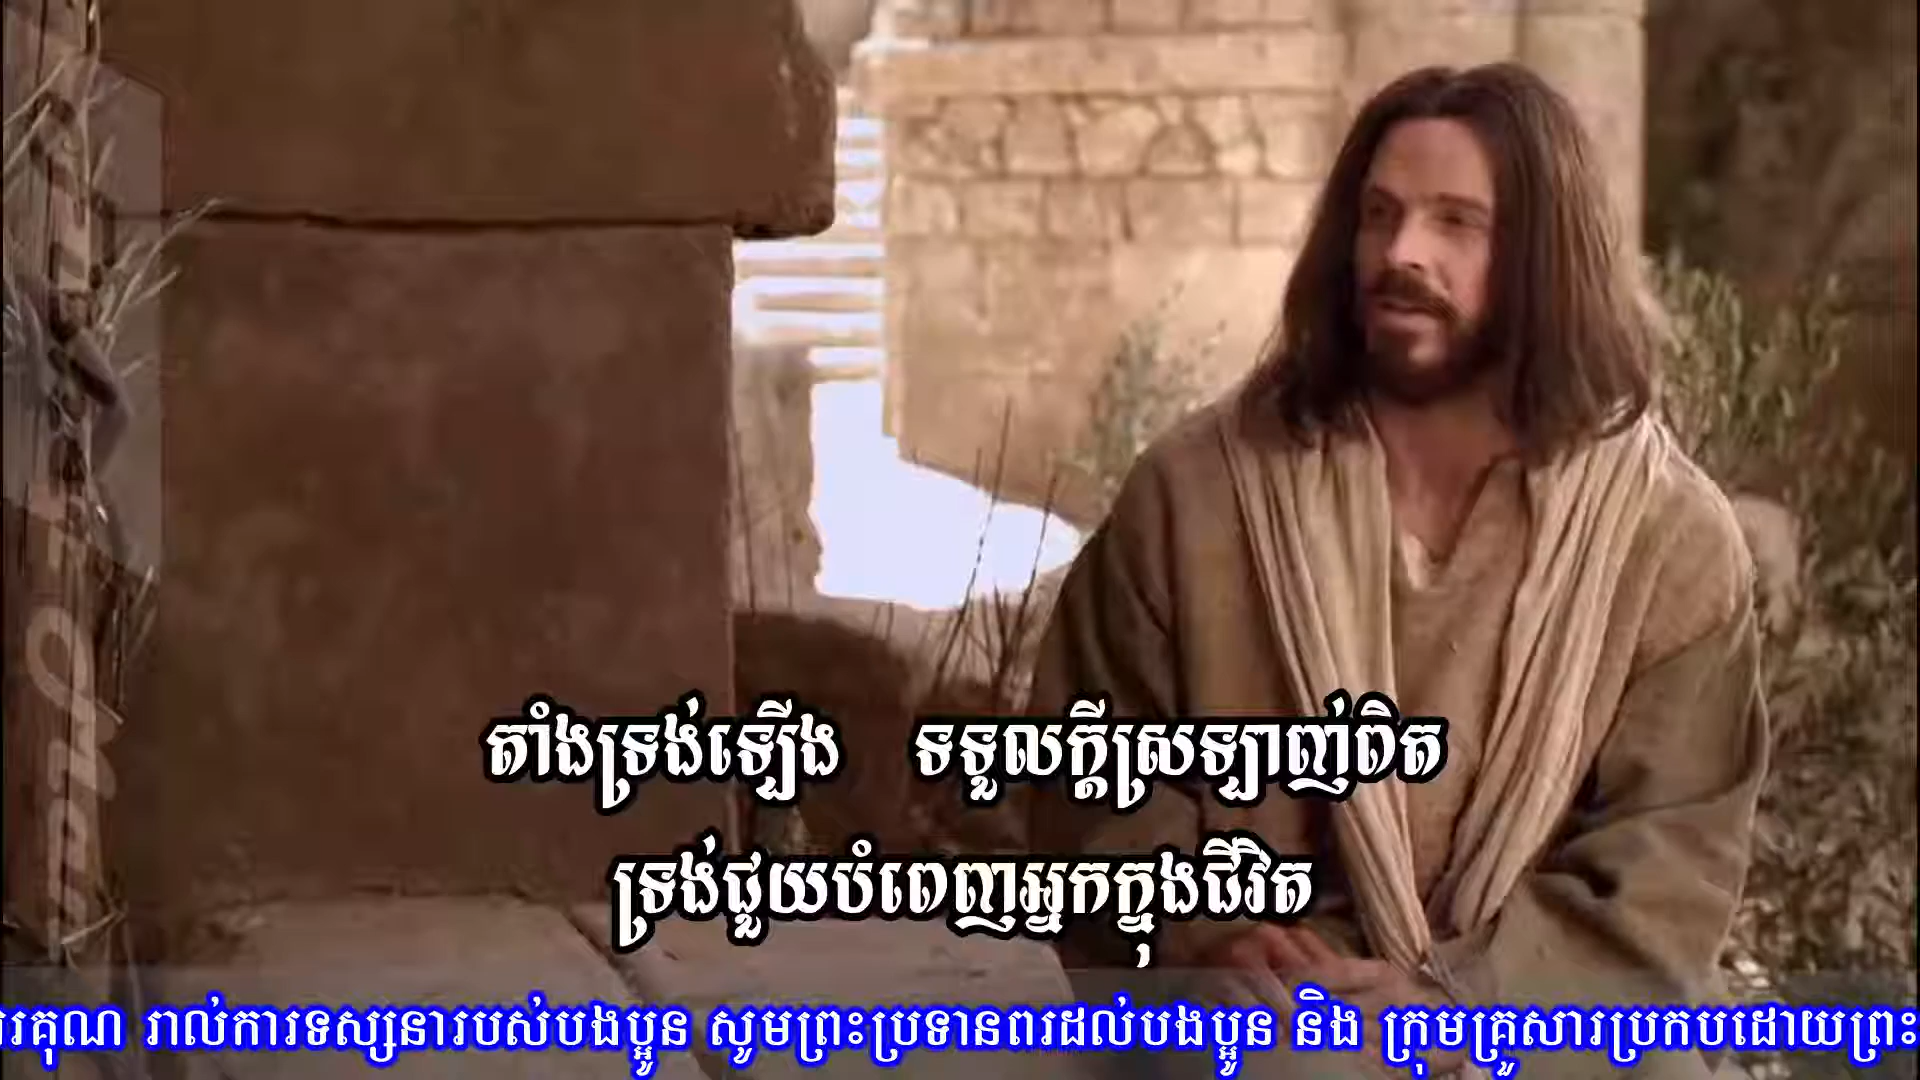 តាំងទ្រង់ឡើង ទទួលក្ដីស្រឡាញ់ពិត
ទ្រង់ជួយបំពេញអ្នកក្នុងជីវិត
រគុណ រាល់ការទស្សនារបស់បងប្អូន សូមព្រះប្រទានពរដល់បងប្អូន និង ក្រុមគ្រួសារប្រកបដោយព្រះ